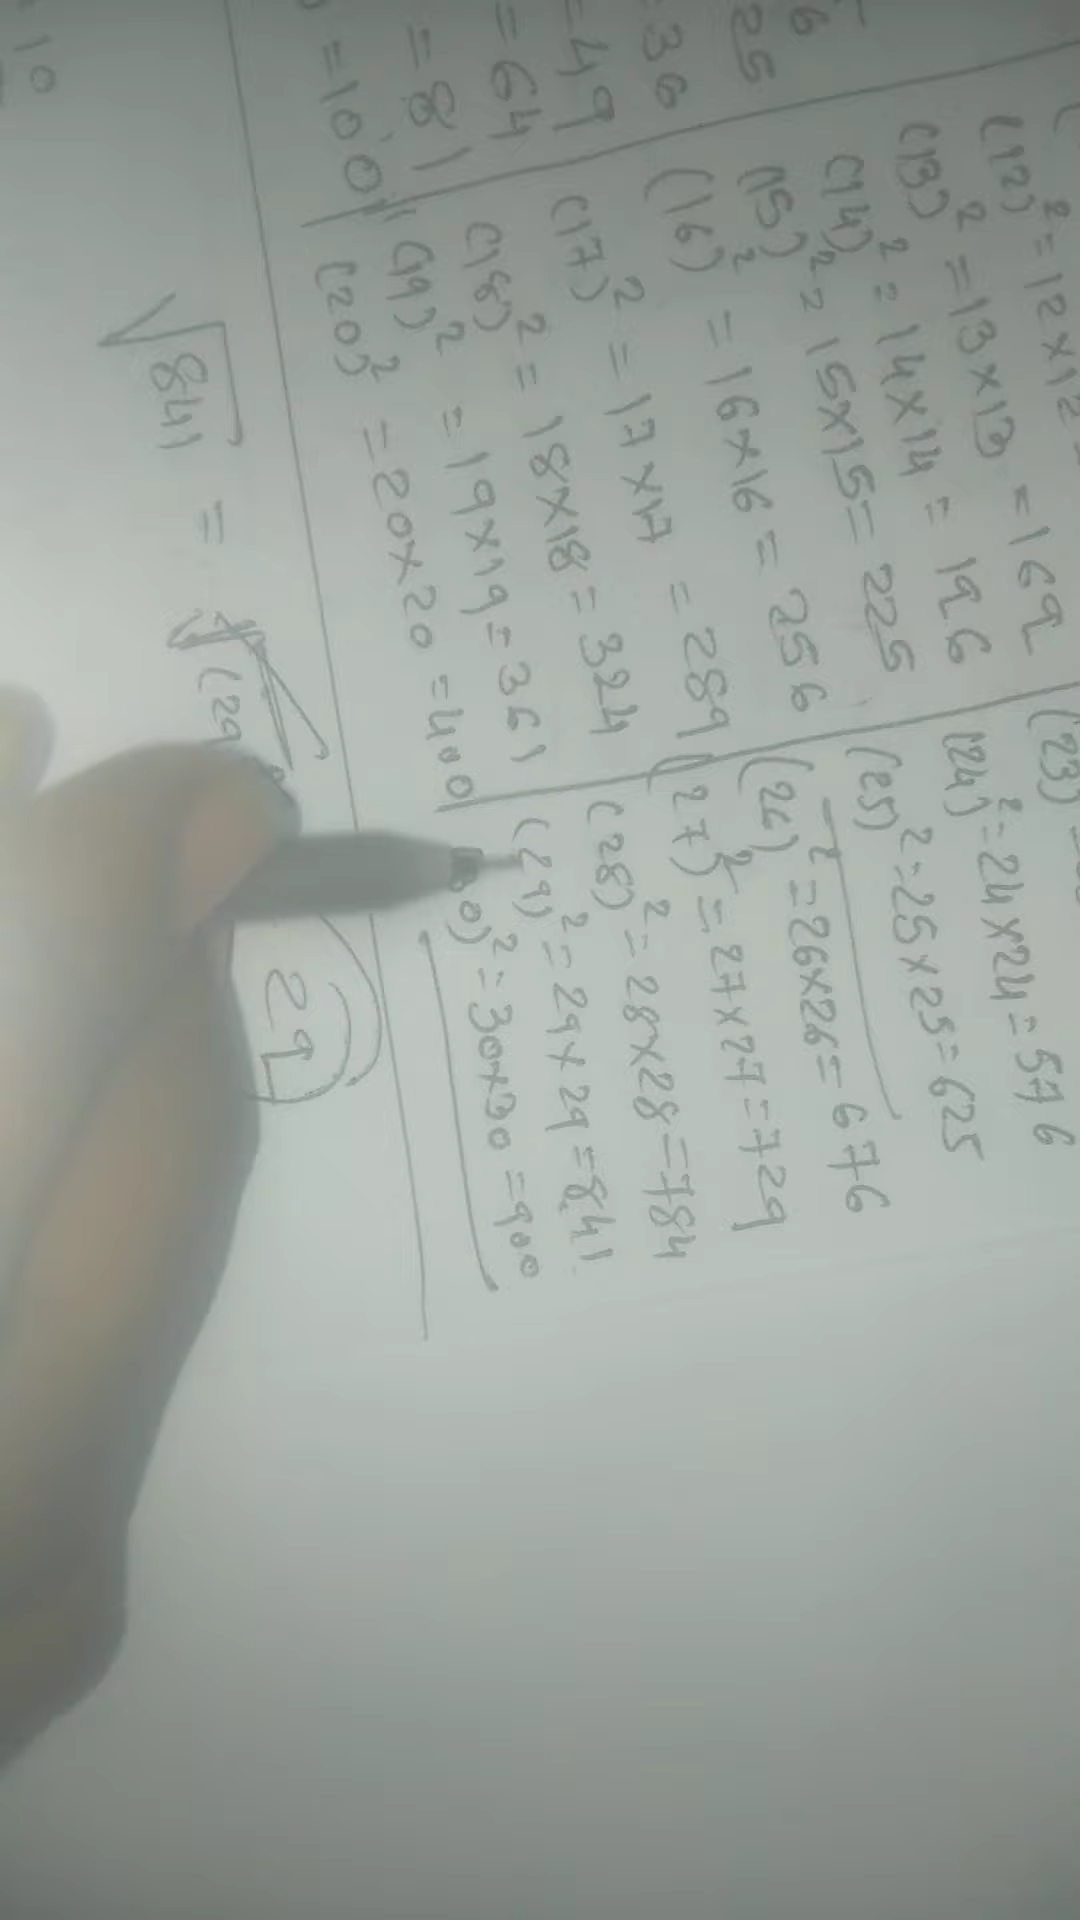 25
= 36
= 49
= 64
= 81
= 100
10
(12)² = 12×12
(13)² = 13×13 = 169
(14)² = 14×14 = 196
(15)² = 15×15 = 225
(16)² = 16×16 = 256
(17)² = 17×17 = 289
(18)² = 18×18 = 324
(19)² = 19×19 = 361
(20)² = 20×20 = 400
(23)
(24)² = 24×24 = 576
(25)² = 25×25 = 625
(26)² = 26×26 = 676
(27)² = 27×27 = 729
(28)² = 28×28 = 784
(29)² = 29×29 = 841
0)² = 30×30 = 900
√841 = √(29 29